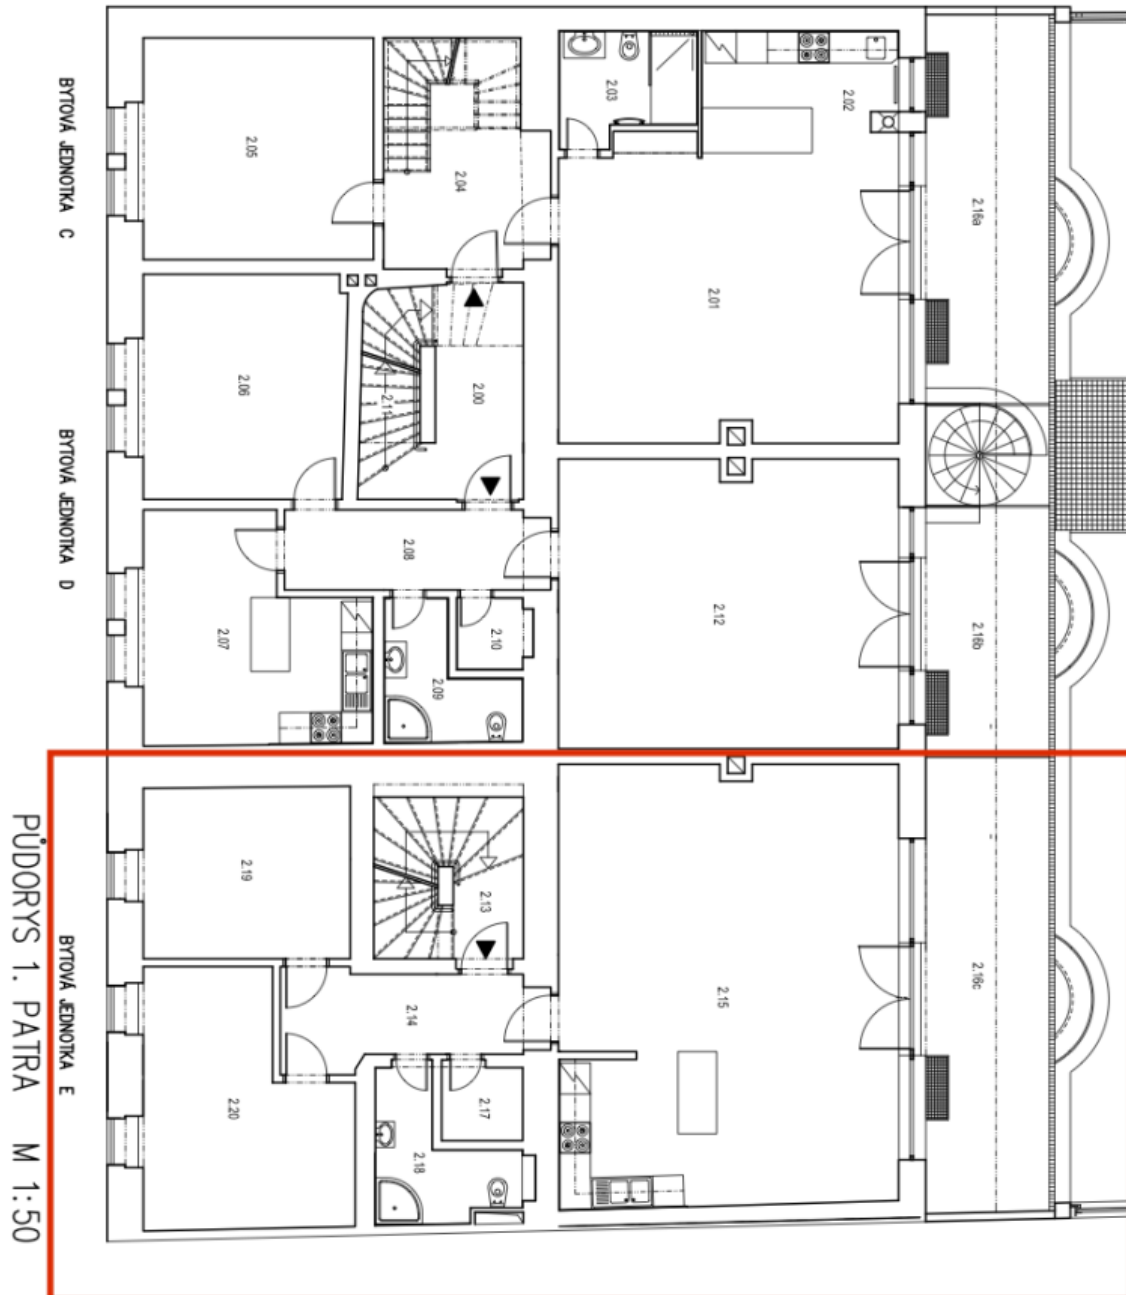 BYTOVÁ JEDNOTKA C
BYTOVÁ JEDNOTKA D
BYTOVÁ JEDNOTKA E
PŮDORYS 1. PATRA M 1:50
2.05
2.04
2.03
2.02
2.16a
2.01
2.06
2.11
2.00
2.08
2.12
2.16b
2.07
2.10
2.09
2.19
2.13
2.14
2.15
2.16c
2.20
2.17
2.18